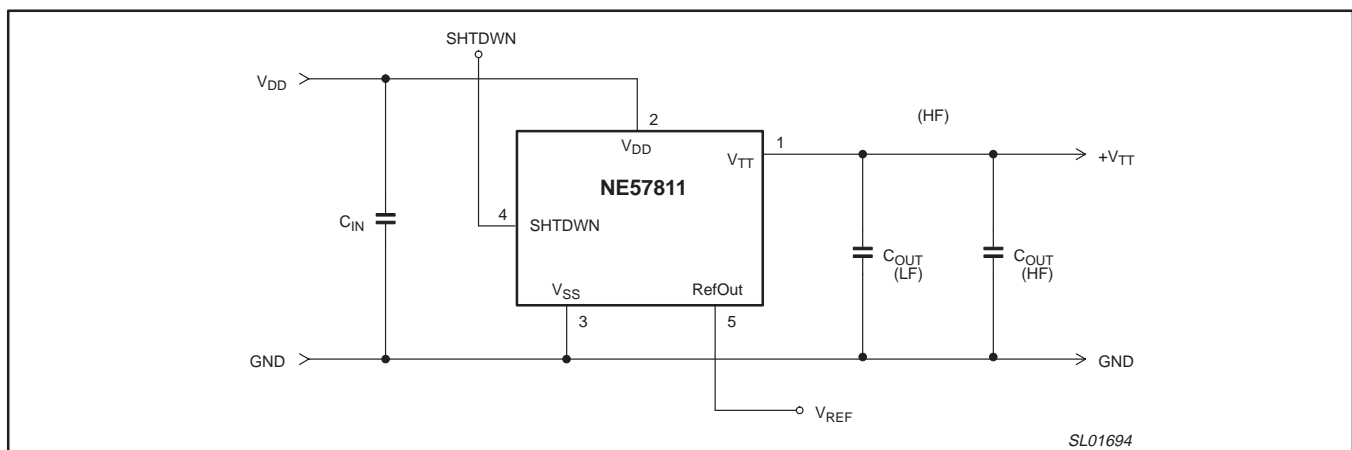 SHTDWN
V_DD
2
(HF)
V_DD
V_TT
1
+V_TT
NE57811
4
SHTDWN
C_IN
C_OUT
(LF)
C_OUT
(HF)
V_SS
RefOut
3
5
GND
GND
V_REF
SL01694